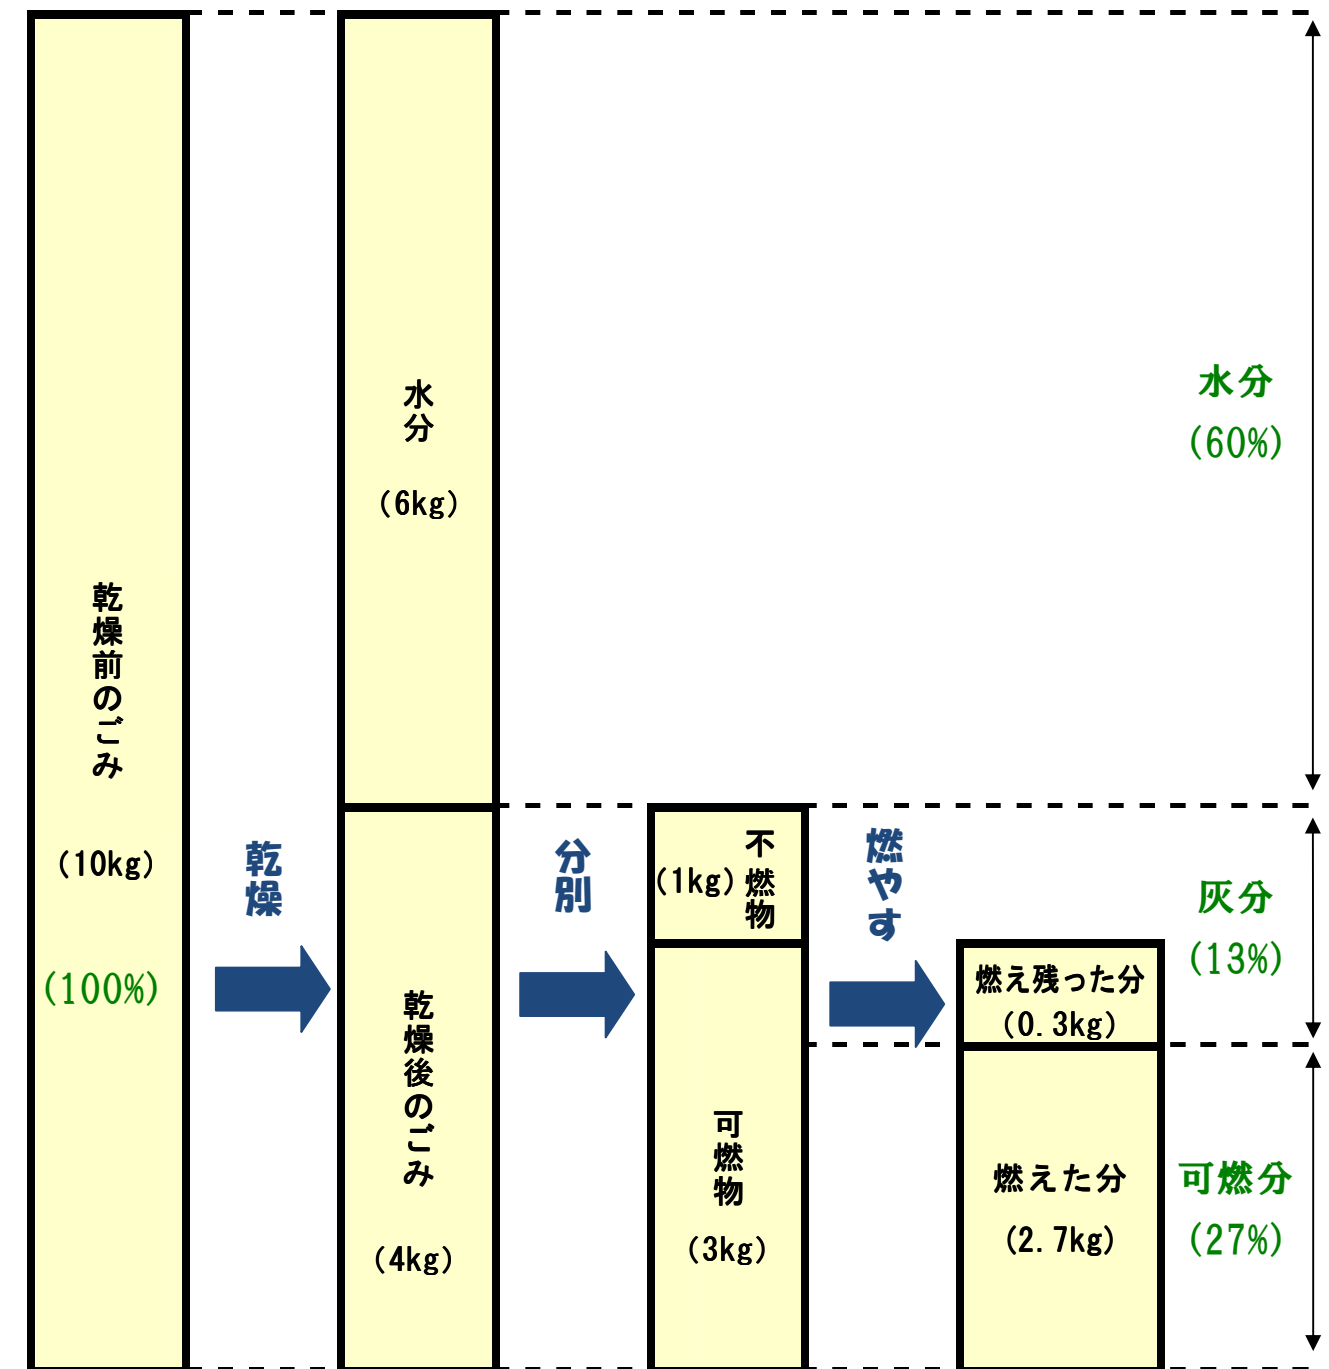 乾燥前のごみ
(10kg)
(100%)
乾燥
水分
(6kg)
乾燥後のごみ
(4kg)
分別
不燃物
(1kg)
可燃物
(3kg)
燃やす
燃え残った分
(0.3kg)
燃えた分
(2.7kg)
水分
(60%)
灰分
(13%)
可燃分
(27%)